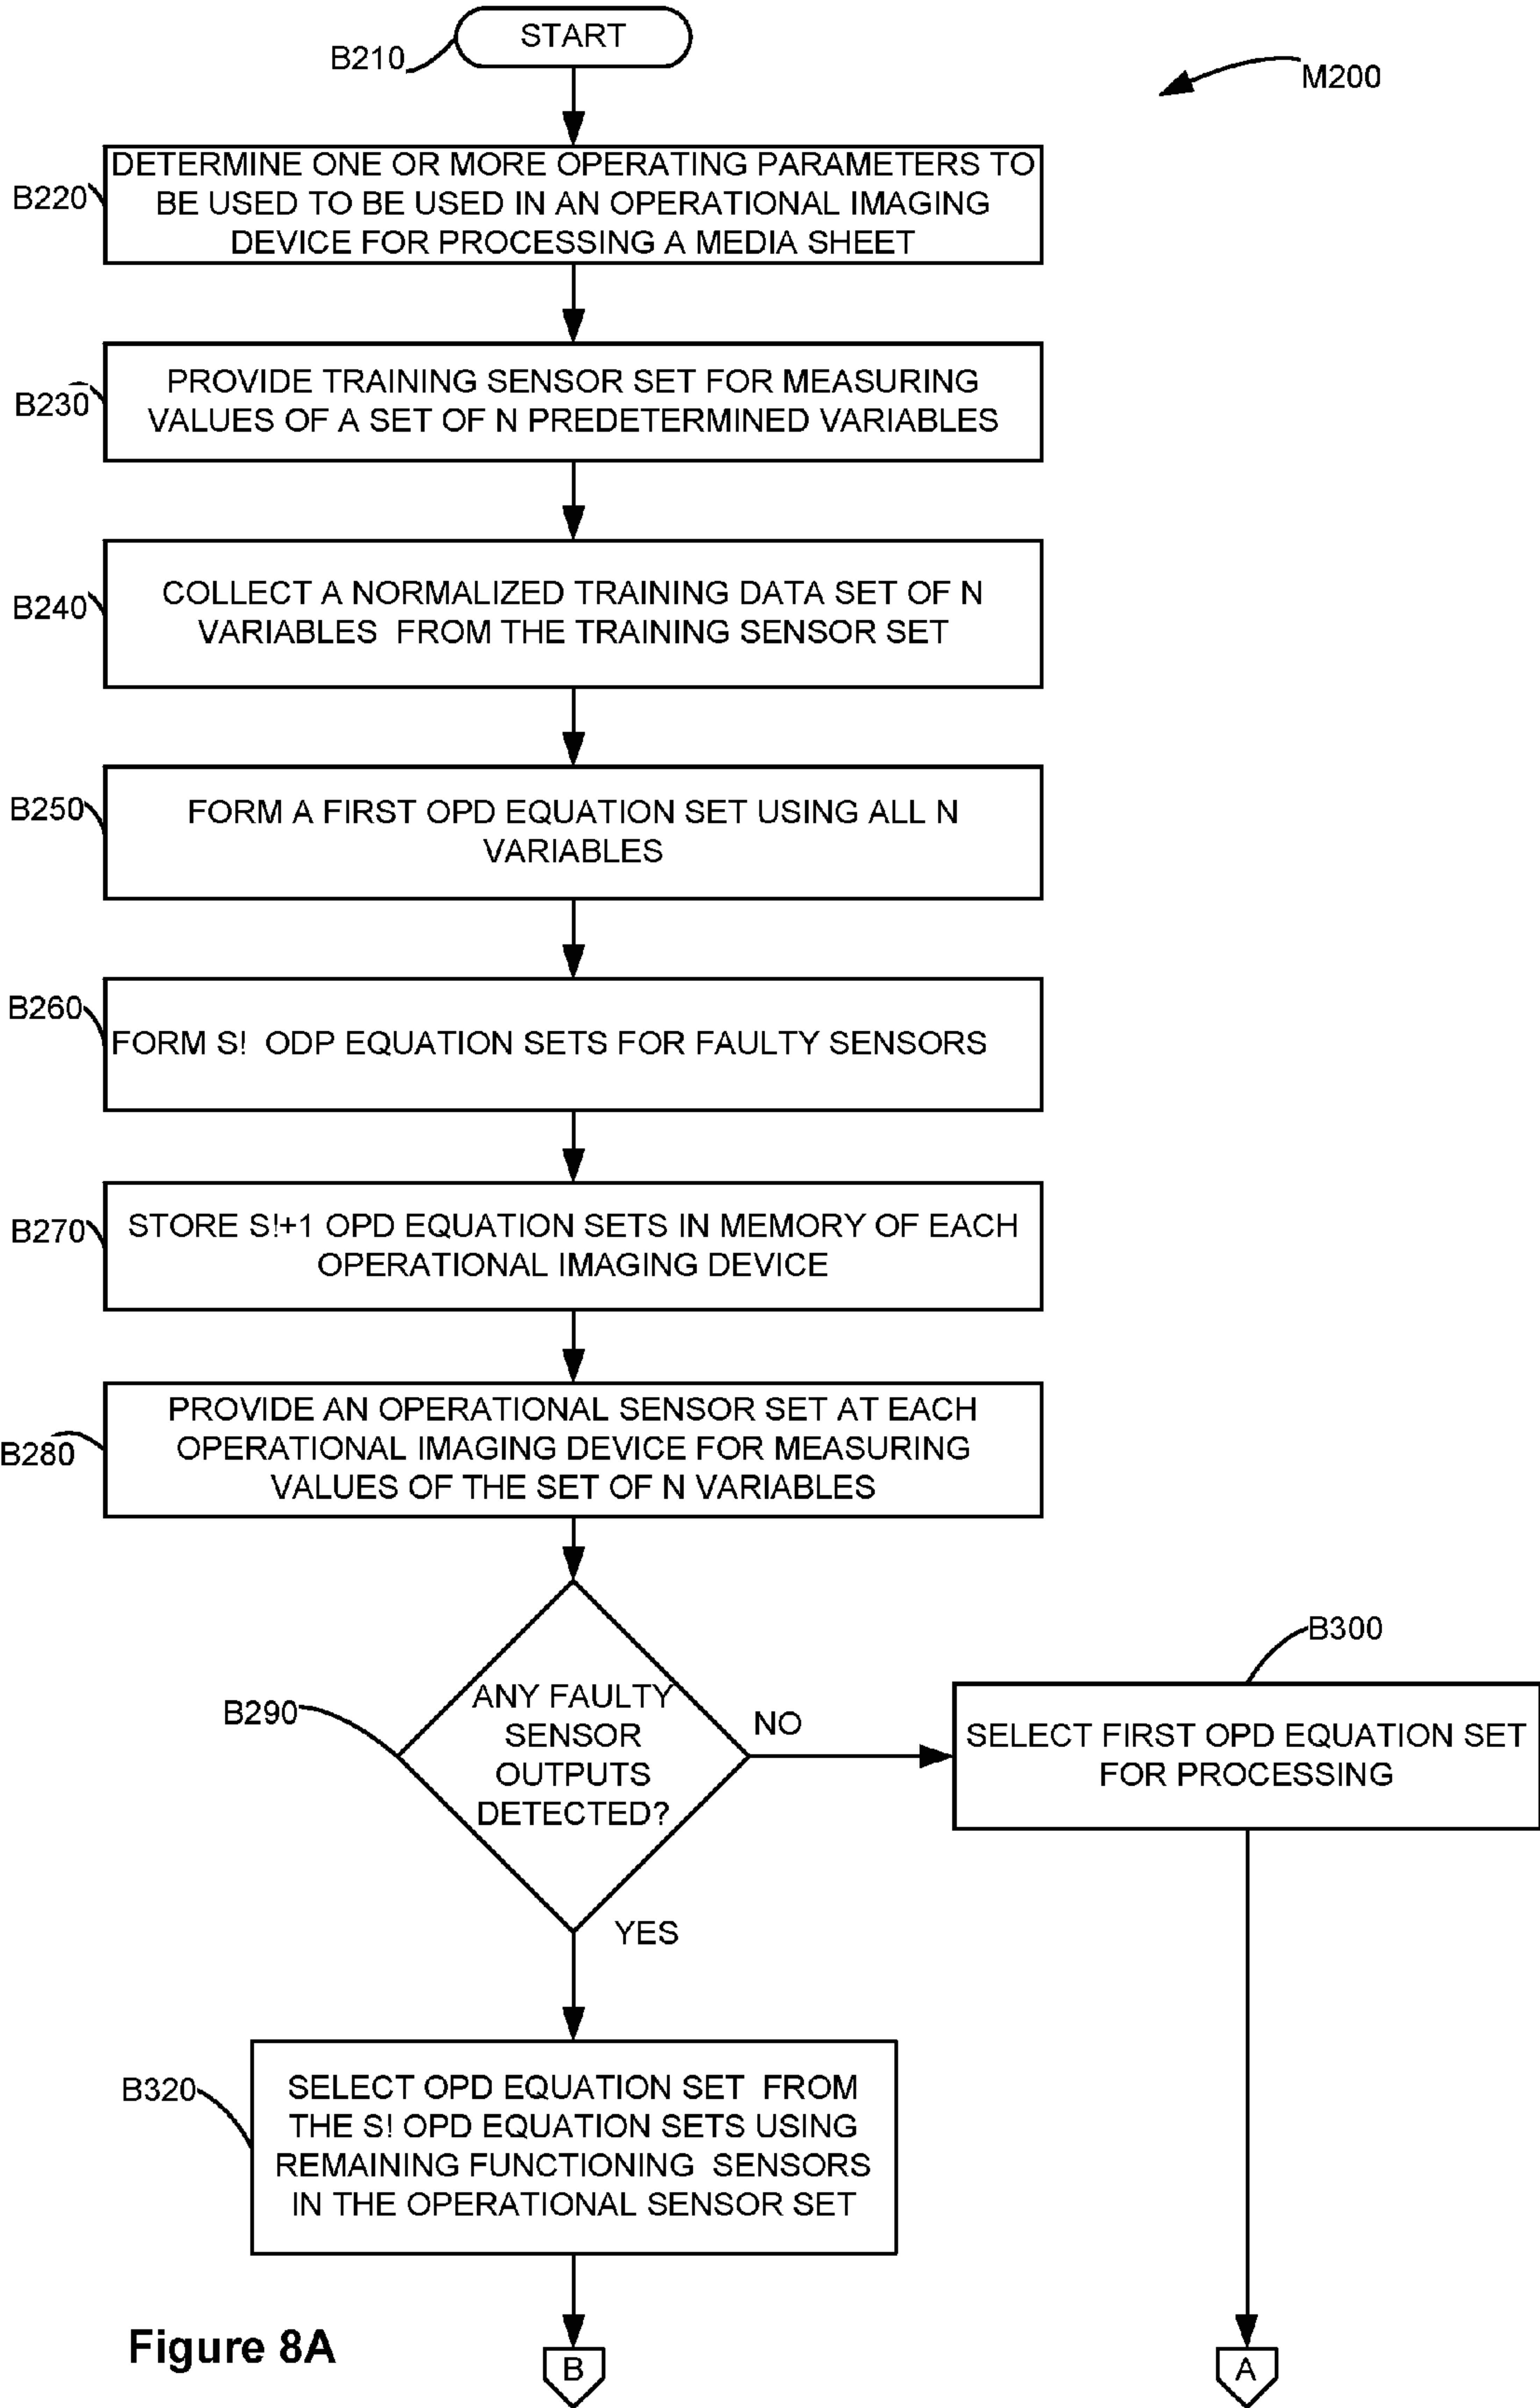 START
B210
M200
DETERMINE ONE OR MORE OPERATING PARAMETERS TO
BE USED TO BE USED IN AN OPERATIONAL IMAGING
DEVICE FOR PROCESSING A MEDIA SHEET
B220
PROVIDE TRAINING SENSOR SET FOR MEASURING
VALUES OF A SET OF N PREDETERMINED VARIABLES
B230
COLLECT A NORMALIZED TRAINING DATA SET OF N
VARIABLES FROM THE TRAINING SENSOR SET
B240
FORM A FIRST OPD EQUATION SET USING ALL N
VARIABLES
B250
FORM S! ODP EQUATION SETS FOR FAULTY SENSORS
B260
STORE S!+1 OPD EQUATION SETS IN MEMORY OF EACH
OPERATIONAL IMAGING DEVICE
B270
PROVIDE AN OPERATIONAL SENSOR SET AT EACH
OPERATIONAL IMAGING DEVICE FOR MEASURING
VALUES OF THE SET OF N VARIABLES
B280
ANY FAULTY
SENSOR
OUTPUTS
DETECTED?
B290
NO
B300
SELECT FIRST OPD EQUATION SET
FOR PROCESSING
YES
B320
SELECT OPD EQUATION SET FROM
THE S! OPD EQUATION SETS USING
REMAINING FUNCTIONING SENSORS
IN THE OPERATIONAL SENSOR SET
Figure 8A
B
A